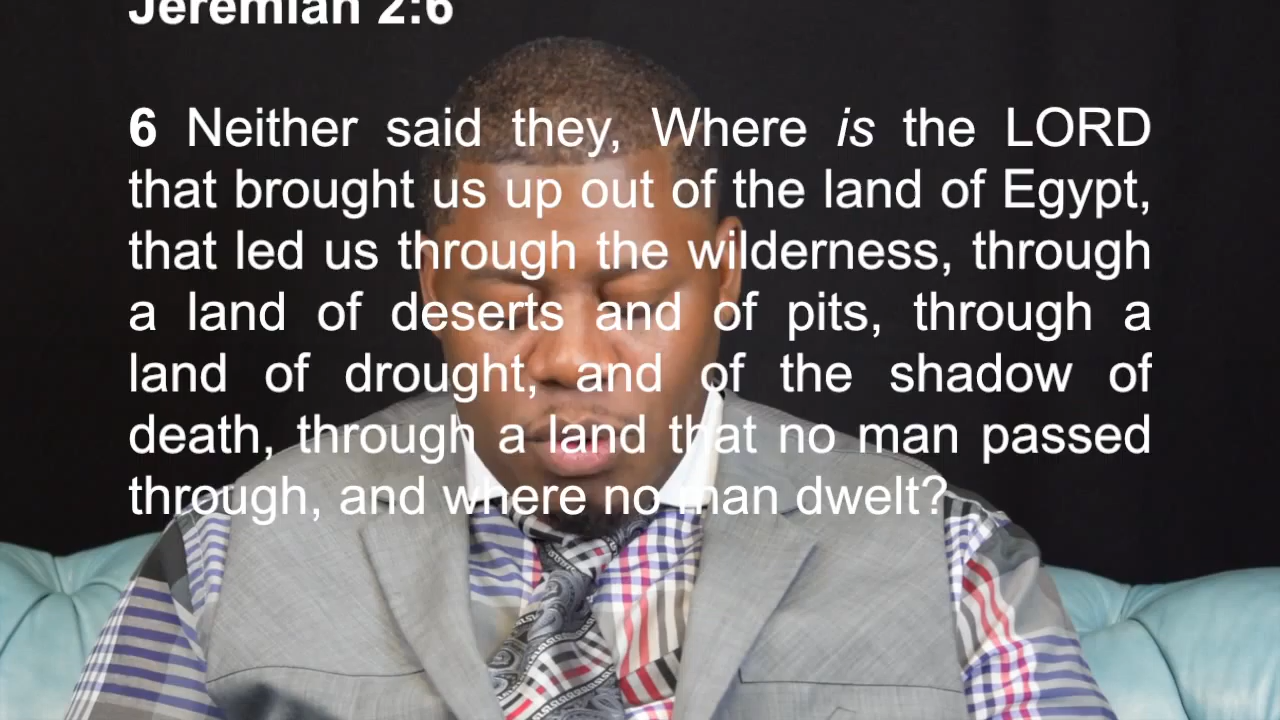 Jeremiah 2:6
6 Neither said they, Where is the LORD
that brought us up out of the land of Egypt,
that led us through the wilderness, through
a land of deserts and of pits, through a
land of drought, and of the shadow of
death, through a land that no man passed
through, and where no man dwelt?